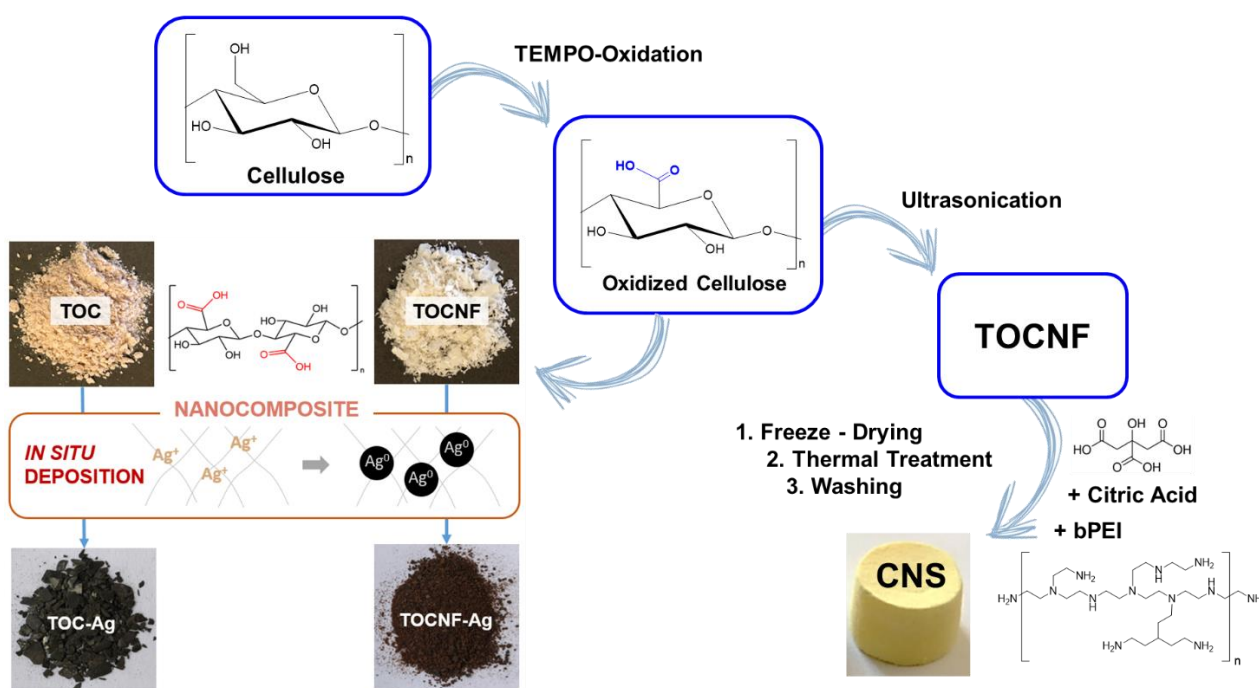 OH
HO
OH
O
O
n
Cellulose
TEMPO-Oxidation
HO
O
O
HO
OH
O
n
Oxidized Cellulose
Ultrasonication
TOCNF
TOC
O
OH
HO
OH
O
O
HO
OH
O
O
O
OH
n
TOCNF
NANOCOMPOSITE
IN SITU
DEPOSITION
Ag+
Ag+
Ag+
Ag0
Ag0
Ag0
TOC-Ag
TOCNF-Ag
1. Freeze - Drying
2. Thermal Treatment
3. Washing
O
OH
O
O
HO
OH
O
OH
+ Citric Acid
+ bPEI
CNS
NH2
N
H
NH2
H2N
N
N
H
N
N
H
N
NH
H2N
NH2
n